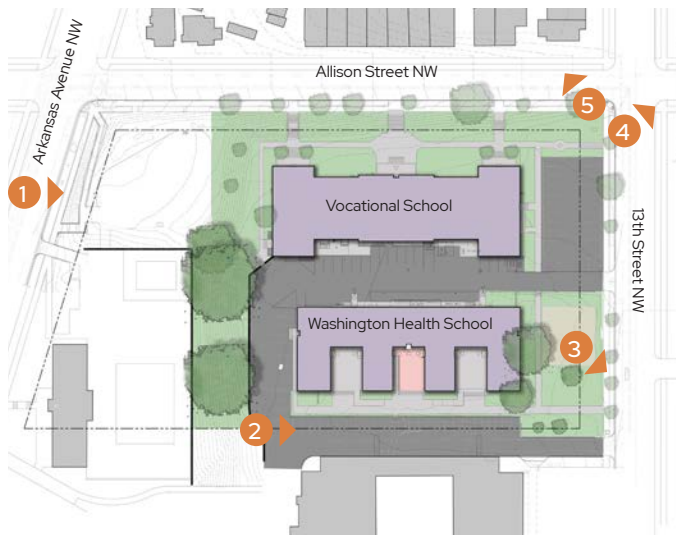 Allison Street NW
Arkansas Avenue NW
5
4
1
Vocational School
13th Street NW
Washington Health School
3
2